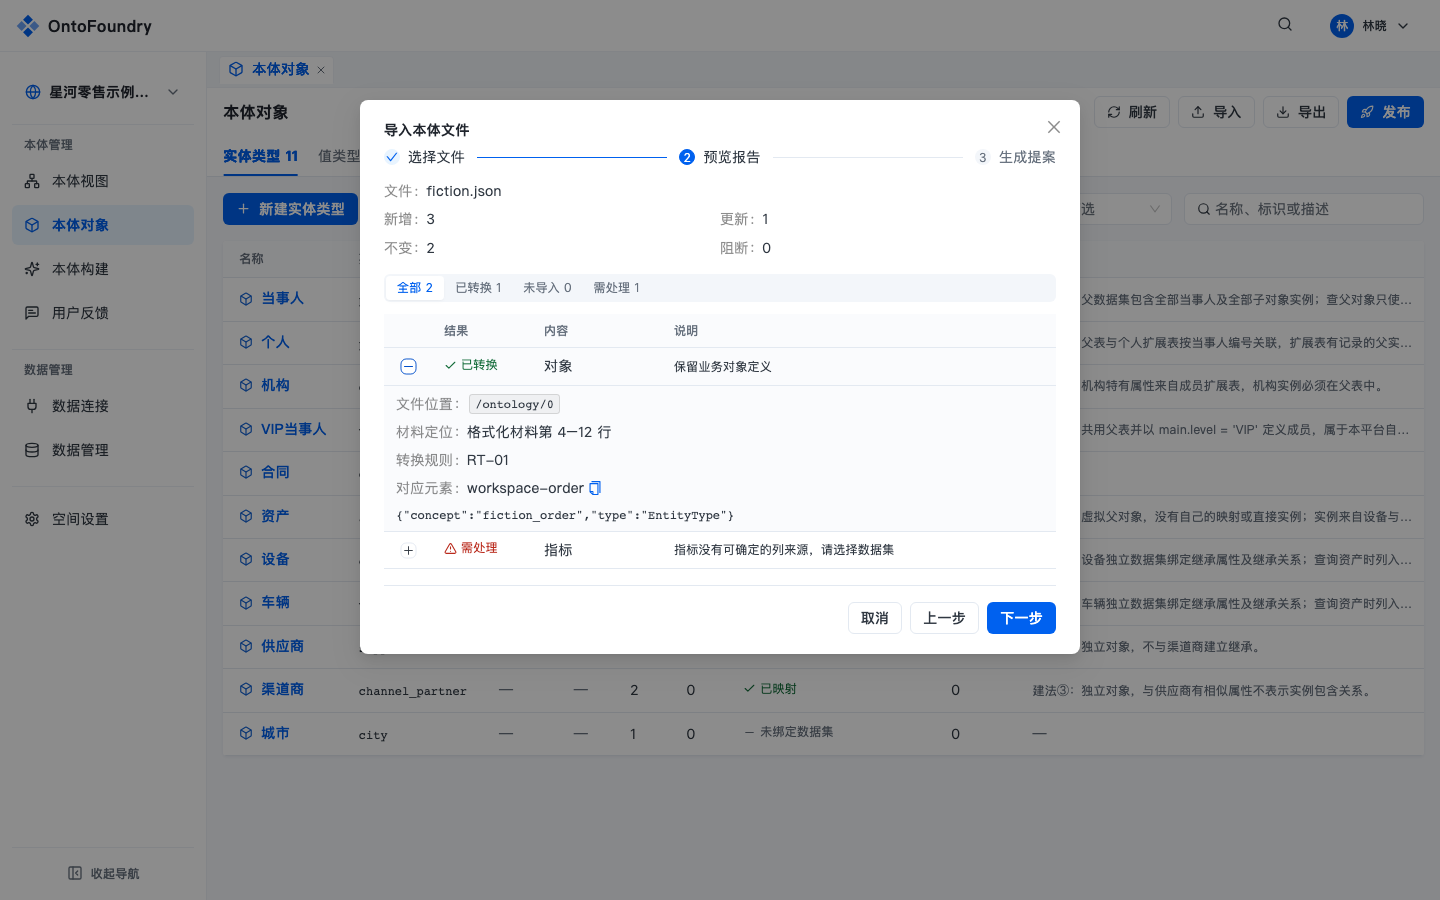 OntoFoundry
林 林晓
星河零售示例...
本体管理
本体视图
本体对象
本体构建
用户反馈
数据管理
数据连接
数据管理
空间设置
收起导航
本体对象
本体对象
刷新 导入 导出 发布
实体类型 11 值类型
新建实体类型 选 名称、标识或描述
名称
当事人 父数据集包含全部当事人及全部子对象实例；查父对象只使...
个人 父表与个人扩展表按当事人编号关联，扩展表有记录的父实...
机构 机构特有属性来自成员扩展表，机构实例必须在父表中。
VIP当事人 共用父表并以 main.level = 'VIP' 定义成员，属于本平台自...
合同
资产 虚拟父对象，没有自己的映射或直接实例；实例来自设备与...
设备 设备独立数据集绑定继承属性及继承关系；查询资产时列入...
车辆 车辆独立数据集绑定继承属性及继承关系；查询资产时列入...
供应商 独立对象，不与渠道商建立继承。
渠道商 channel_partner — — 2 0 已映射 0 建法③：独立对象，与供应商有相似属性不表示实例包含关系。
城市 city — — 1 0 未绑定数据集 0 —
导入本体文件
选择文件 2 预览报告 3 生成提案
文件：fiction.json
新增：3 更新：1
不变：2 阻断：0
全部 2 已转换 1 未导入 0 需处理 1
结果 内容 说明
已转换 对象 保留业务对象定义
文件位置： /ontology/0
材料定位：格式化材料第 4–12 行
转换规则：RT-01
对应元素：workspace-order
{"concept":"fiction_order","type":"EntityType"}
需处理 指标 指标没有可确定的列来源，请选择数据集
取消 上一步 下一步